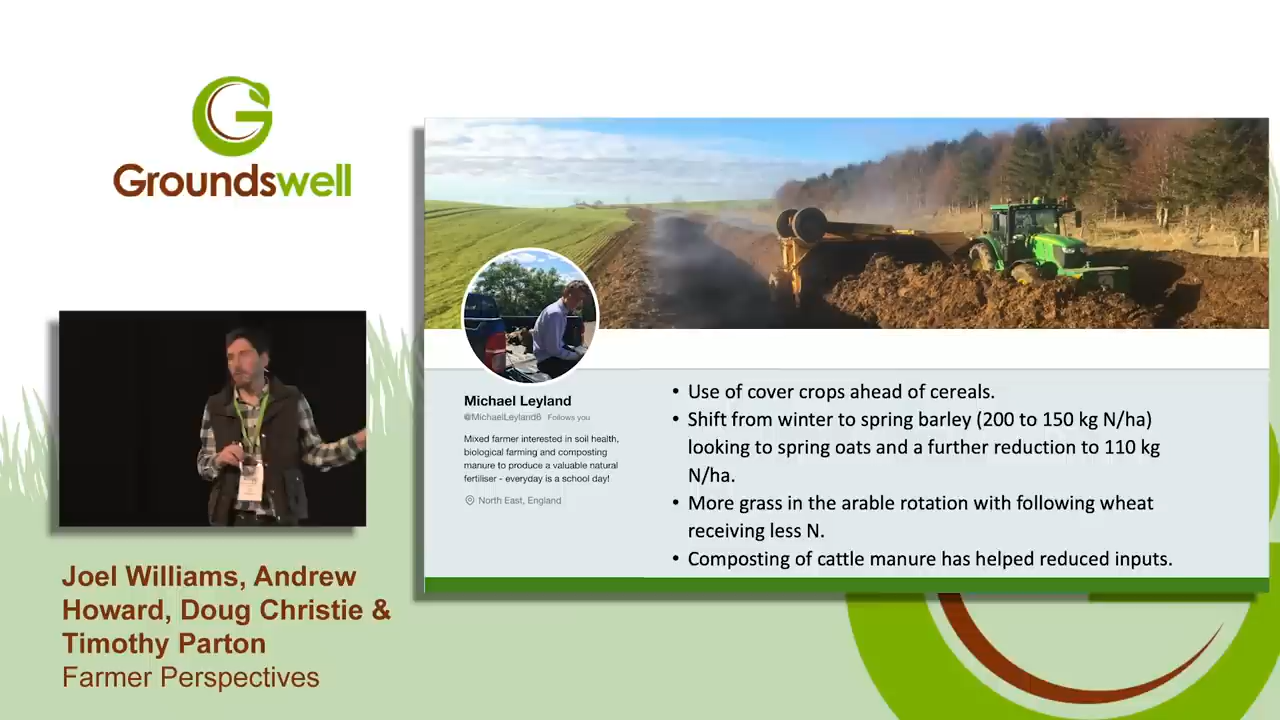 Groundswell
Joel Williams, Andrew
Howard, Doug Christie &
Timothy Parton
Farmer Perspectives
Michael Leyland
@MichaelLeyland6 Follows you
Mixed farmer interested in soil health,
biological farming and composting
manure to produce a valuable natural
fertiliser - everyday is a school day!
North East, England
• Use of cover crops ahead of cereals.
• Shift from winter to spring barley (200 to 150 kg N/ha)
looking to spring oats and a further reduction to 110 kg
N/ha.
• More grass in the arable rotation with following wheat
receiving less N.
• Composting of cattle manure has helped reduced inputs.